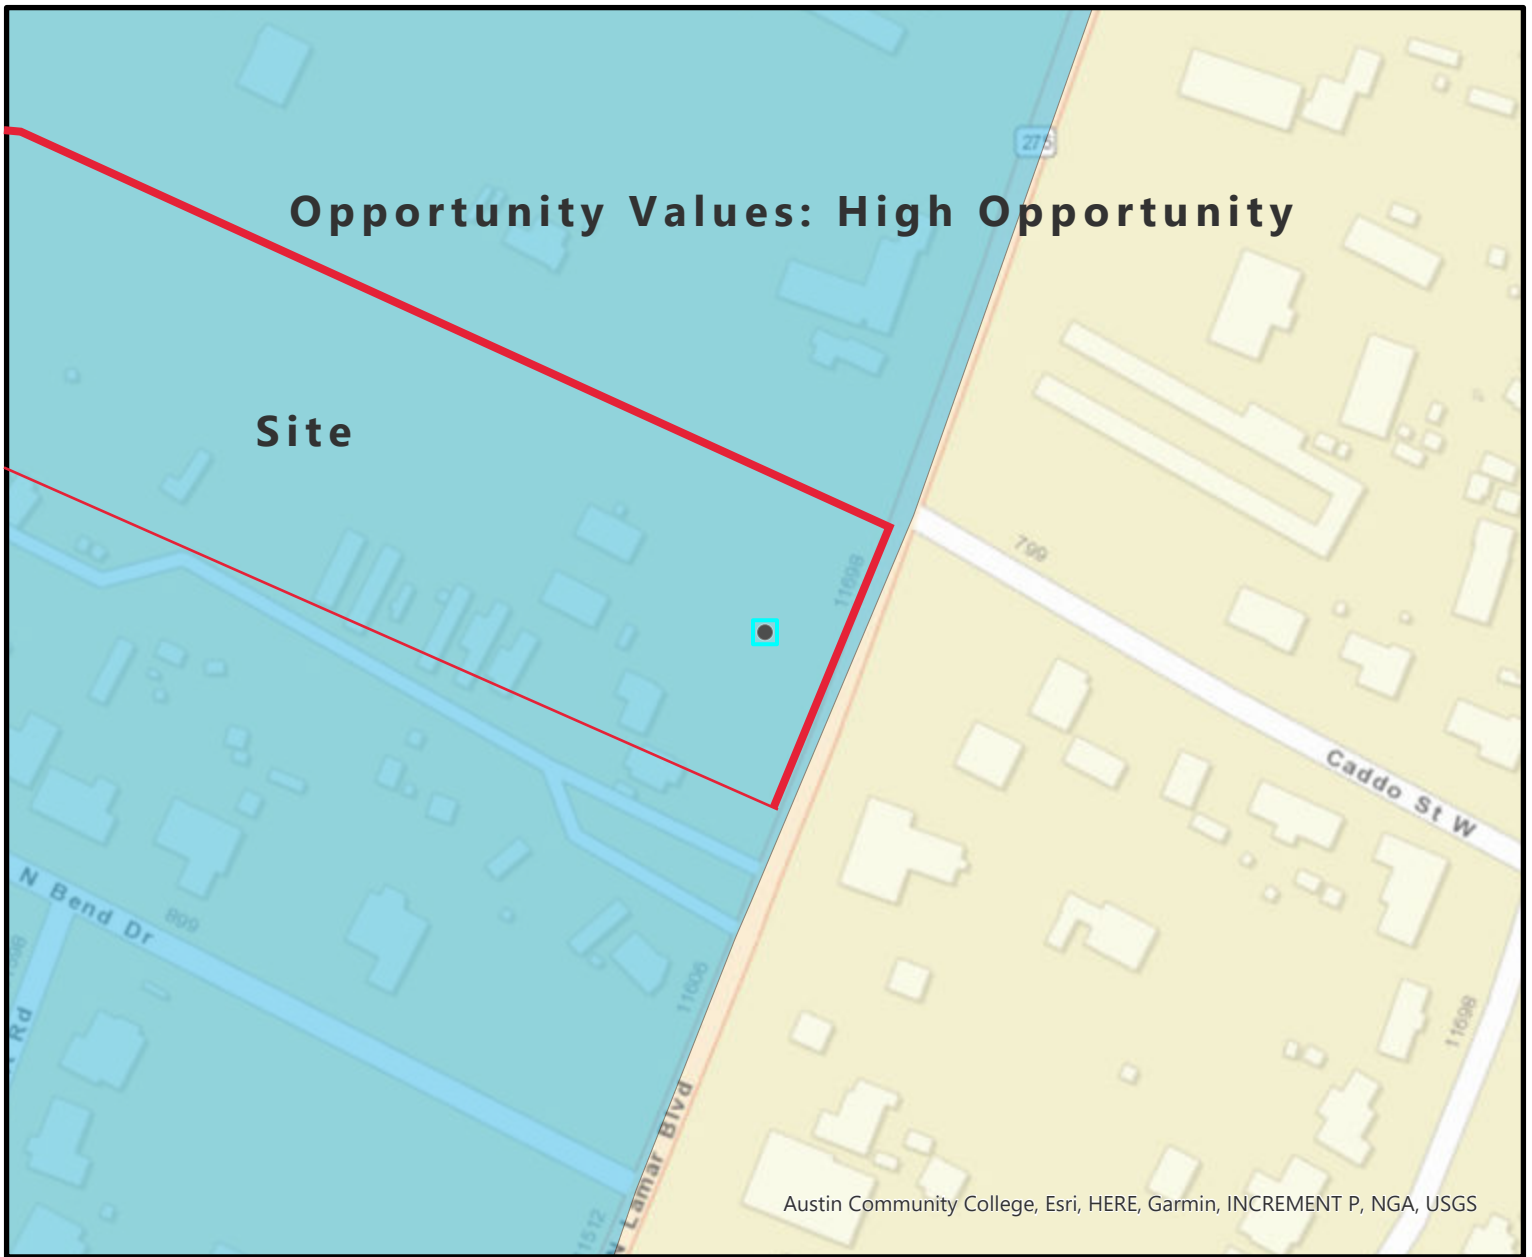 275
Opportunity Values: High Opportunity
Site
799
11698
Caddo St W
N Bend Dr
899
11606
11698
Rd
N Lamar Blvd
11512
Austin Community College, Esri, HERE, Garmin, INCREMENT P, NGA, USGS